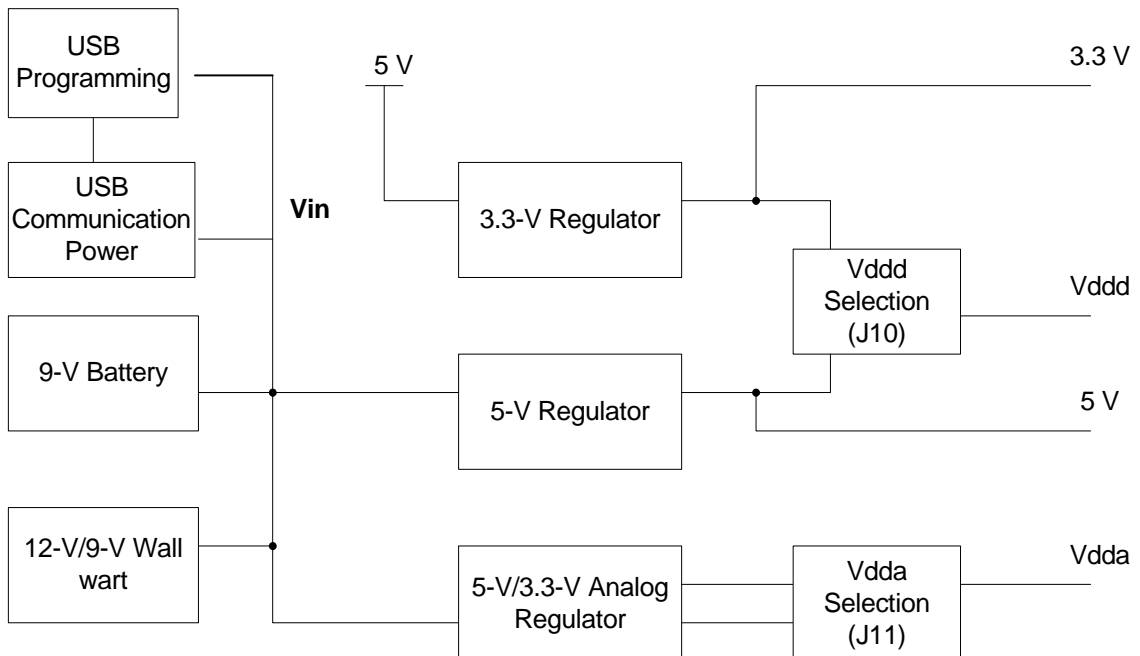 USB
Programming
5 V
3.3 V
USB
Communication
Power
Vin
3.3-V Regulator
Vddd
Selection
(J10)
Vddd
9-V Battery
5-V Regulator
5 V
12-V/9-V Wall
wart
5-V/3.3-V Analog
Regulator
Vdda
Selection
(J11)
Vdda